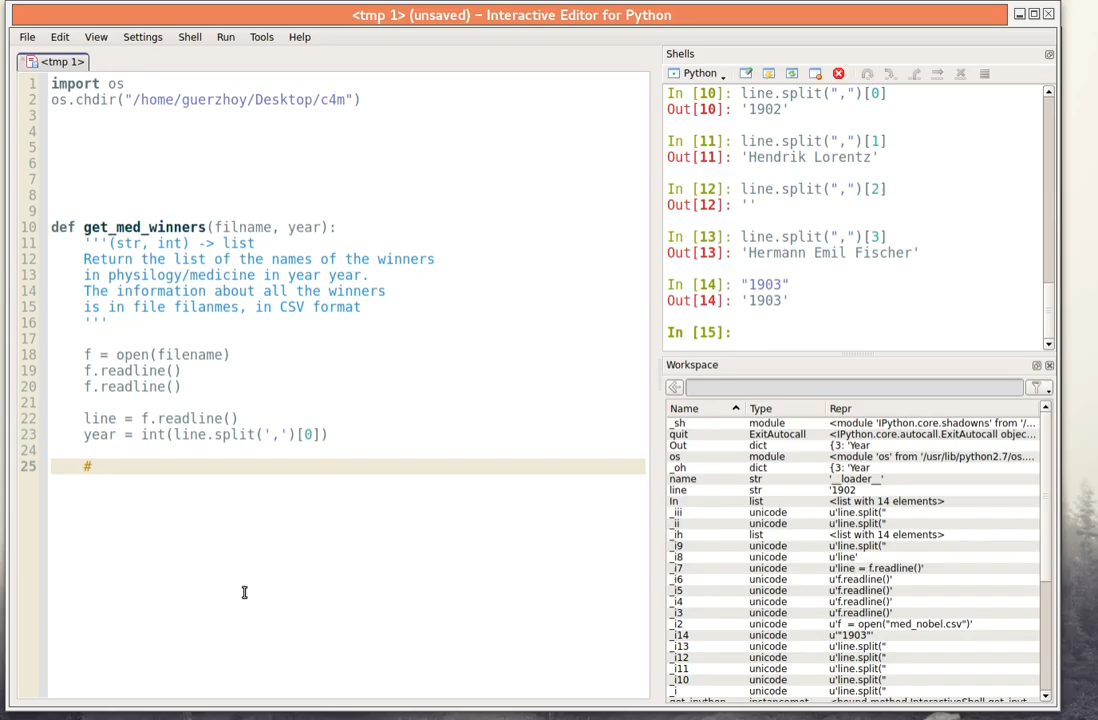 <tmp 1> (unsaved) – Interactive Editor for Python
File Edit View Settings Shell Run Tools Help
<tmp 1>
1 import os
2 os.chdir("/home/guerzhoy/Desktop/c4m")
3
4
5
6
7
8
9
10 def get_med_winners(filname, year):
11 '''(str, int) -> list
12 Return the list of the names of the winners
13 in physilogy/medicine in year year.
14 The information about all the winners
15 is in file filanmes, in CSV format
16 '''
17
18 f = open(filename)
19 f.readline()
20 f.readline()
21
22 line = f.readline()
23 year = int(line.split(',')[0])
24
25 #
Shells
Python
In [10]: line.split(",")[0]
Out[10]: '1902'
In [11]: line.split(",")[1]
Out[11]: 'Hendrik Lorentz'
In [12]: line.split(",")[2]
Out[12]: ''
In [13]: line.split(",")[3]
Out[13]: 'Hermann Emil Fischer'
In [14]: "1903"
Out[14]: '1903'
In [15]:
Workspace
Name Type Repr
_sh module <module 'IPython.core.shadowns' from '/...
quit ExitAutocall <IPython.core.autocall.ExitAutocall objec...
Out dict {3: 'Year
os module <module 'os' from '/usr/lib/python2.7/os....
_oh dict {3: 'Year
name str '__loader__'
line str '1902
In list <list with 14 elements>
_iii unicode u'line.split("
_ii unicode u'line.split("
_ih list <list with 14 elements>
_i9 unicode u'line.split("
_i8 unicode u'line'
_i7 unicode u'line = f.readline()'
_i6 unicode u'f.readline()'
_i5 unicode u'f.readline()'
_i4 unicode u'f.readline()'
_i3 unicode u'f.readline()'
_i2 unicode u'f = open("med_nobel.csv")'
_i14 unicode u'"1903"'
_i13 unicode u'line.split("
_i12 unicode u'line.split("
_i11 unicode u'line.split("
_i10 unicode u'line.split("
_i unicode u'line.split("